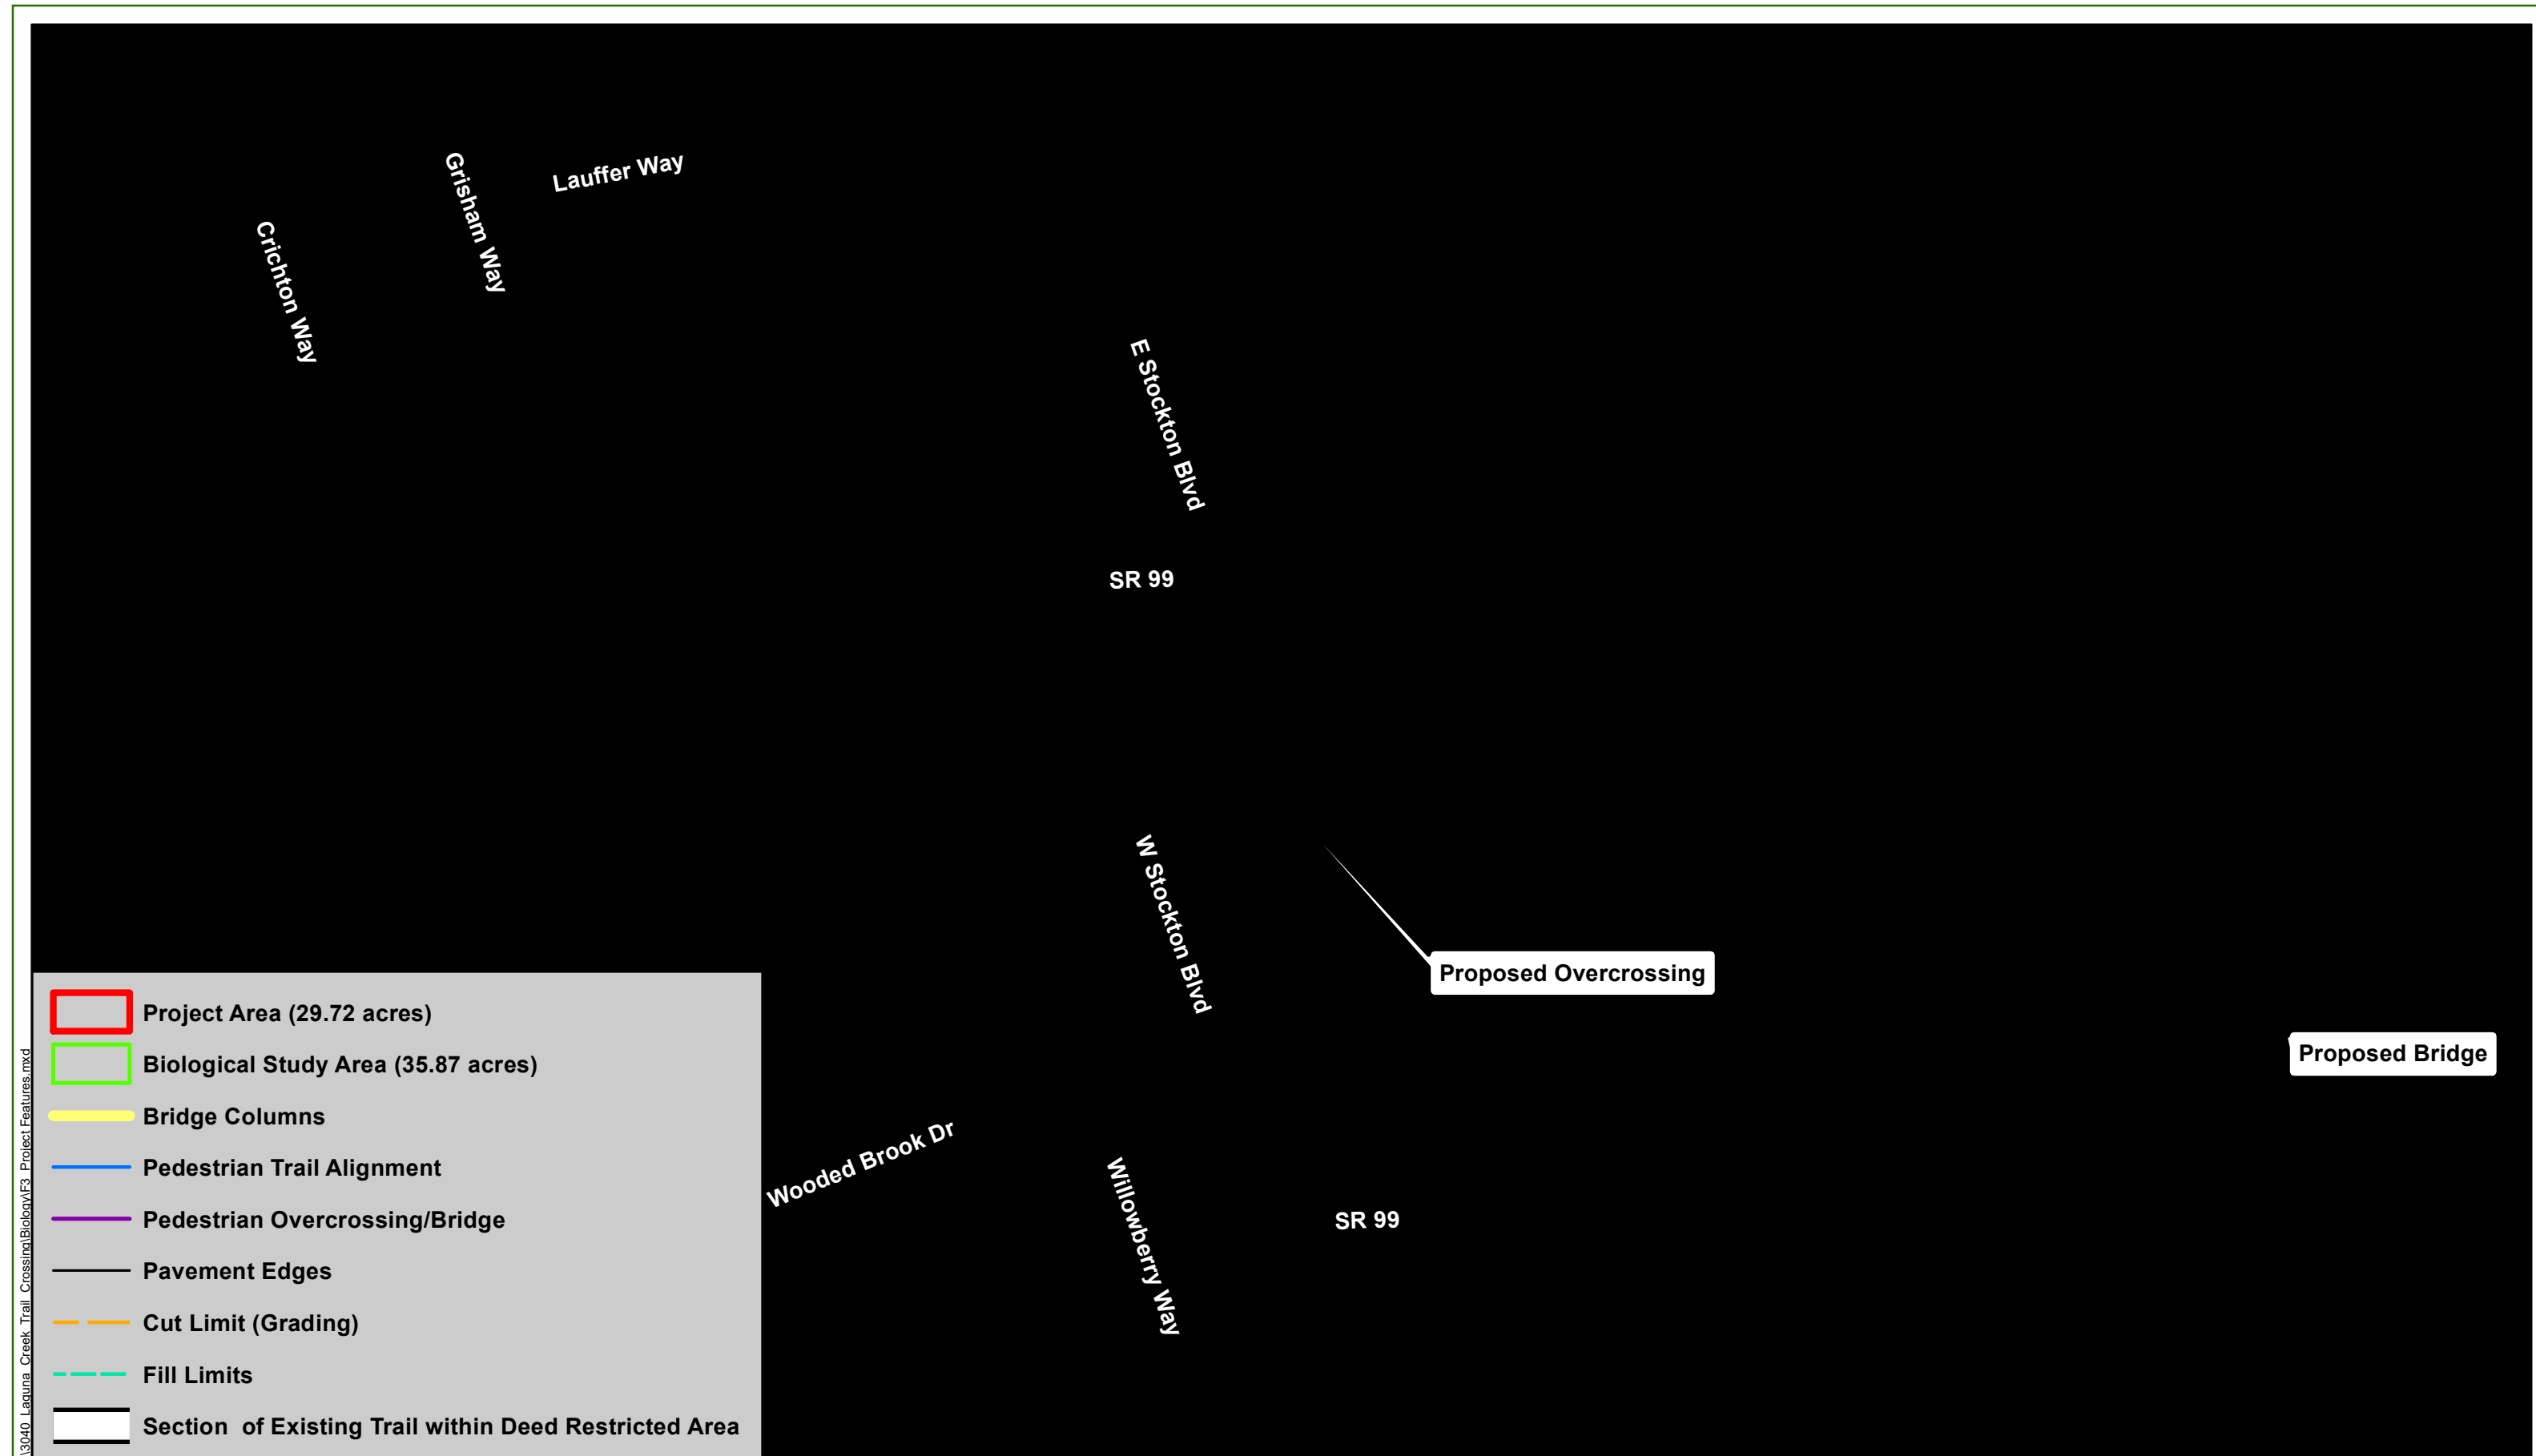 Lauffer Way
Grisham Way
Crichton Way
E Stockton Blvd
SR 99
W Stockton Blvd
Proposed Overcrossing
Proposed Bridge
Wooded Brook Dr
Willowberry Way
SR 99
Project Area (29.72 acres)
Biological Study Area (35.87 acres)
Bridge Columns
Pedestrian Trail Alignment
Pedestrian Overcrossing/Bridge
Pavement Edges
Cut Limit (Grading)
Fill Limits
Section of Existing Trail within Deed Restricted Area
\3040_Laguna_Creek_Trail_Crossing\Biology\F3_Project Features.mxd